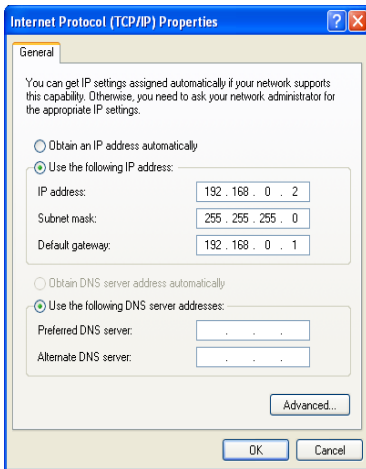 Internet Protocol (TCP/IP) Properties
General
You can get IP settings assigned automatically if your network supports
this capability. Otherwise, you need to ask your network administrator for
the appropriate IP settings.
Obtain an IP address automatically
Use the following IP address:
IP address: 192 . 168 . 0 . 2
Subnet mask: 255 . 255 . 255 . 0
Default gateway: 192 . 168 . 0 . 1
Obtain DNS server address automatically
Use the following DNS server addresses:
Preferred DNS server: . . .
Alternate DNS server: . . .
Advanced...
OK Cancel